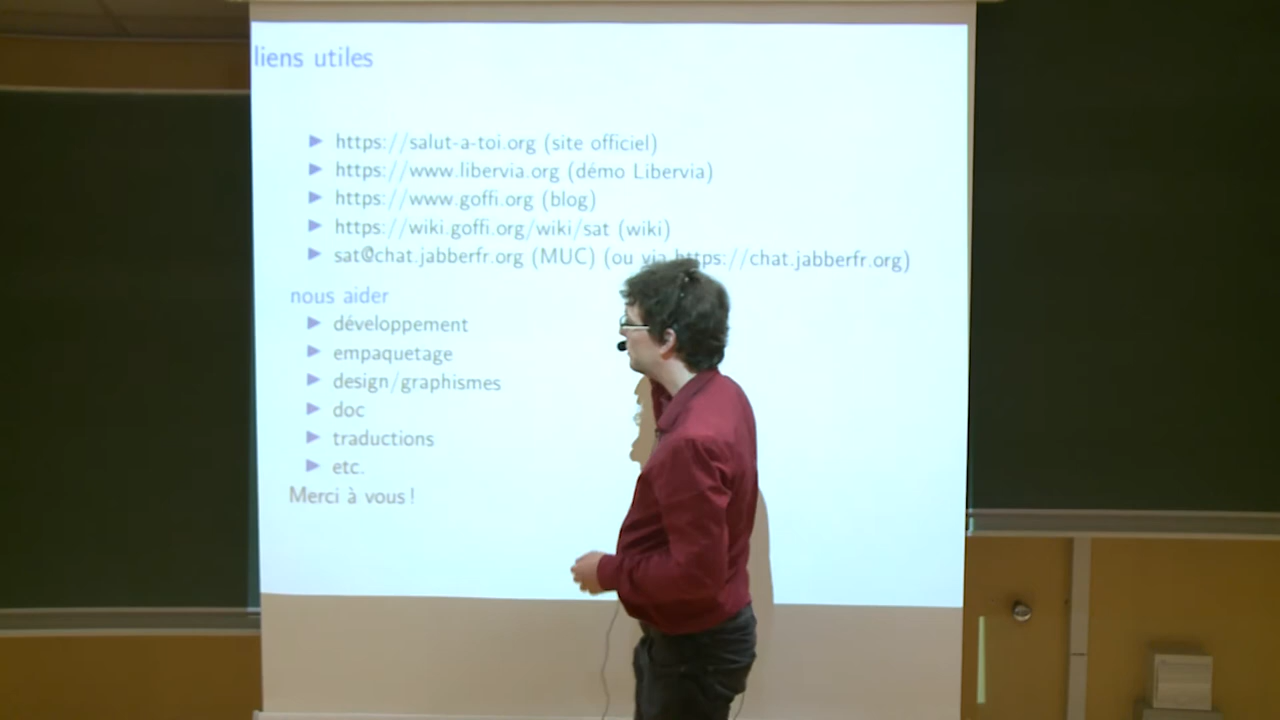 liens utiles
https://salut-a-toi.org (site officiel)
https://www.libervia.org (démo Libervia)
https://www.goffi.org (blog)
https://wiki.goffi.org/wiki/sat (wiki)
sat@chat.jabberfr.org (MUC) (ou via https://chat.jabberfr.org)
nous aider
développement
empaquetage
design/graphismes
doc
traductions
etc.
Merci à vous !